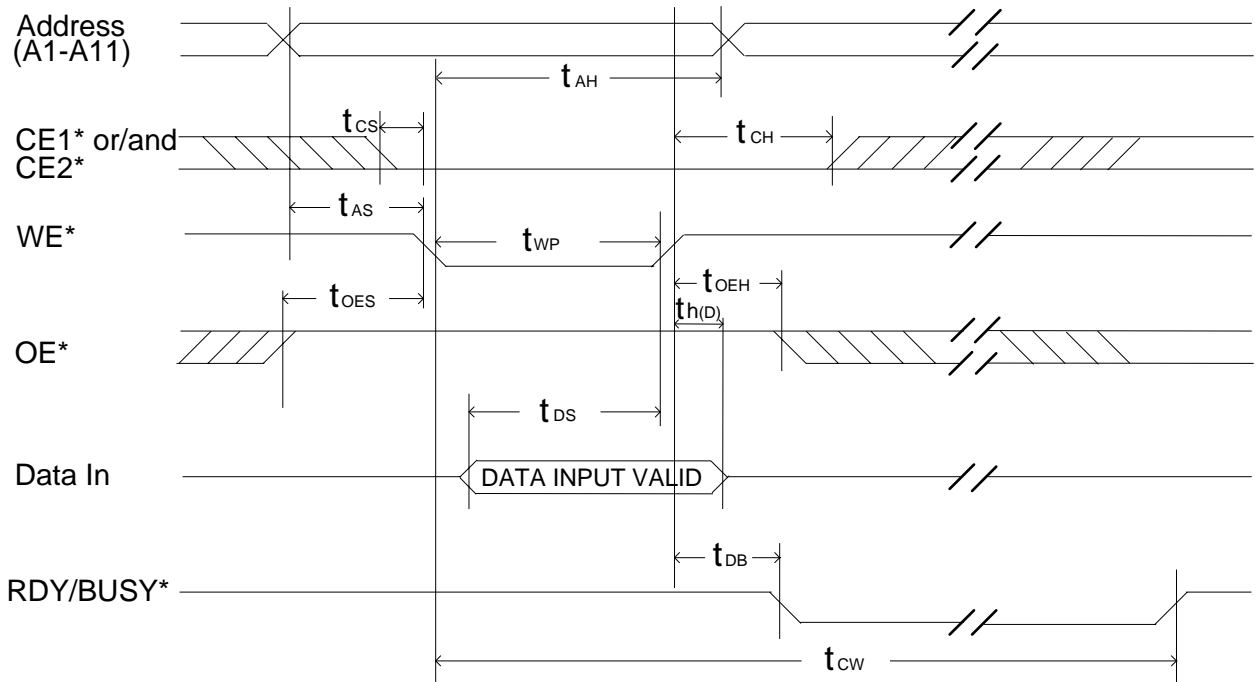 Address
(A1-A11)
tAH
tCS
tCH
CE1* or/and
CE2*
tAS
WE*
tWP
tOES
tOEH
th(D)
OE*
tDS
Data In
DATA INPUT VALID
tDB
RDY/BUSY*
tCW